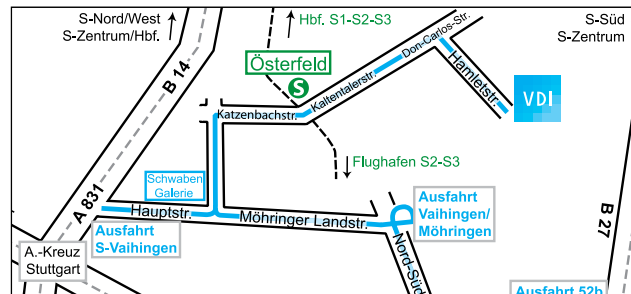 S-Nord/West
S-Zentrum/Hbf.
Hbf. S1-S2-S3
S-Süd
S-Zentrum
B 14
Österfeld
S
Don-Carlos-Str.
Kaltentalerstr.
Hamletstr.
VDI
Katzenbachstr.
Flughafen S2-S3
Schwaben
Galerie
A 831
Hauptstr.
Möhringer Landstr.
Ausfahrt
Vaihingen/
Möhringen
B 27
Ausfahrt
S-Vaihingen
Nord-Süd
A.-Kreuz
Stuttgart
Ausfahrt 52b